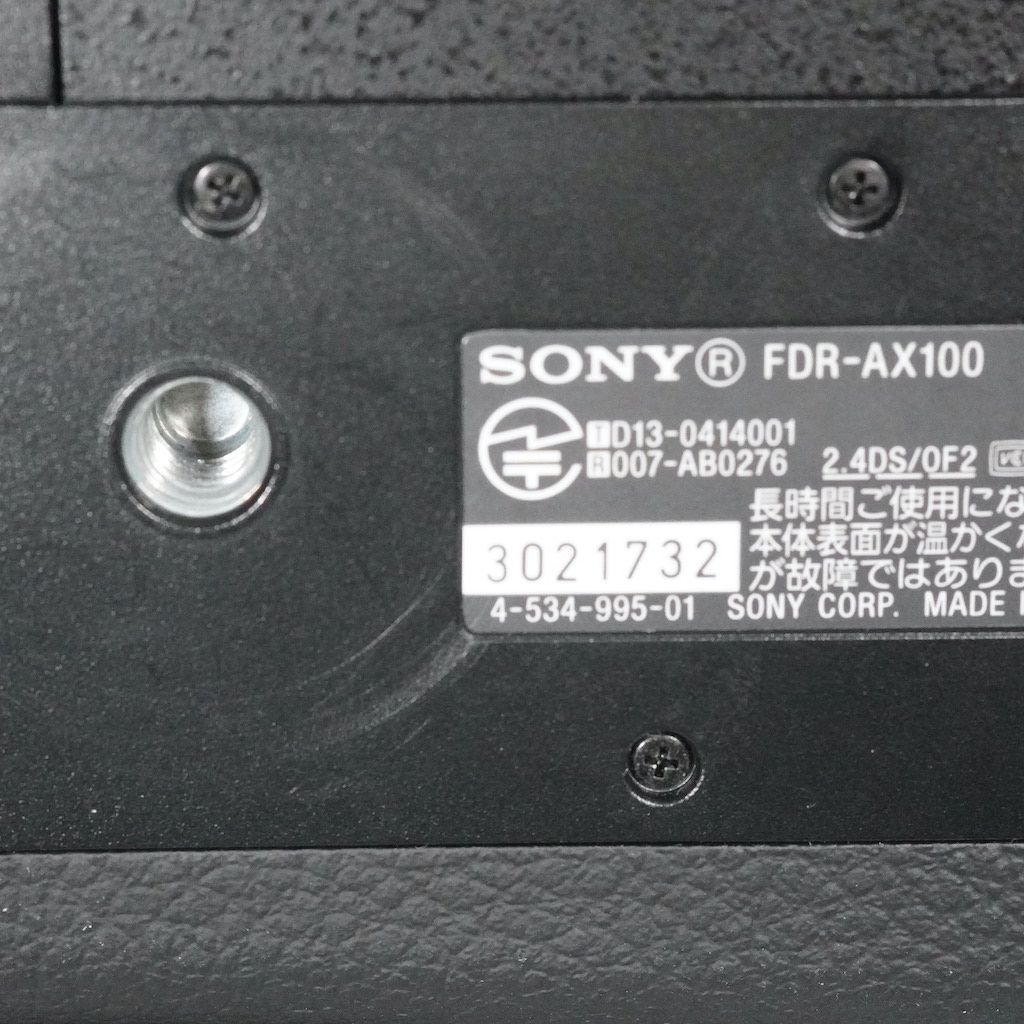 SONY® FDR-AX100
T D13-0414001
R 007-AB0276 2.4DS/OF2
長時間ご使用にな
本体表面が温かく
3021732 が故障ではありま
4-534-995-01 SONY CORP. MADE